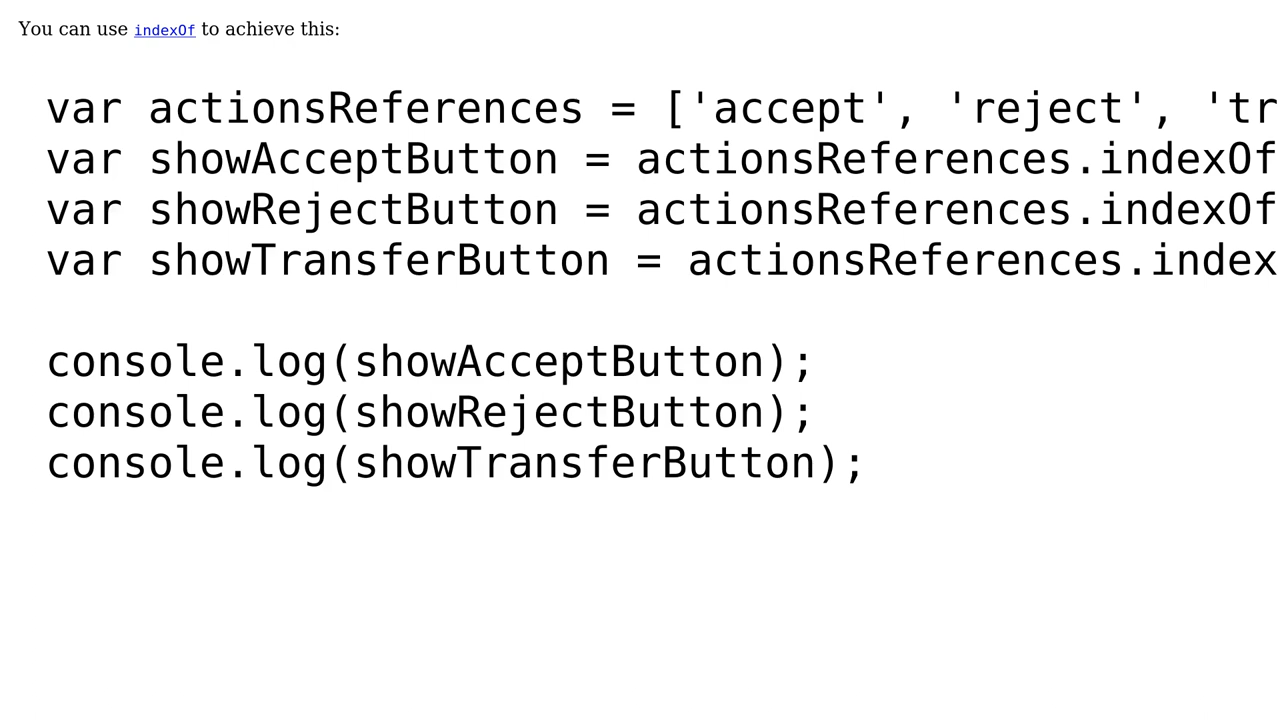 You can use indexOf to achieve this:
var actionsReferences = ['accept', 'reject', 'tr
var showAcceptButton = actionsReferences.indexOf
var showRejectButton = actionsReferences.indexOf
var showTransferButton = actionsReferences.index
console.log(showAcceptButton);
console.log(showRejectButton);
console.log(showTransferButton);